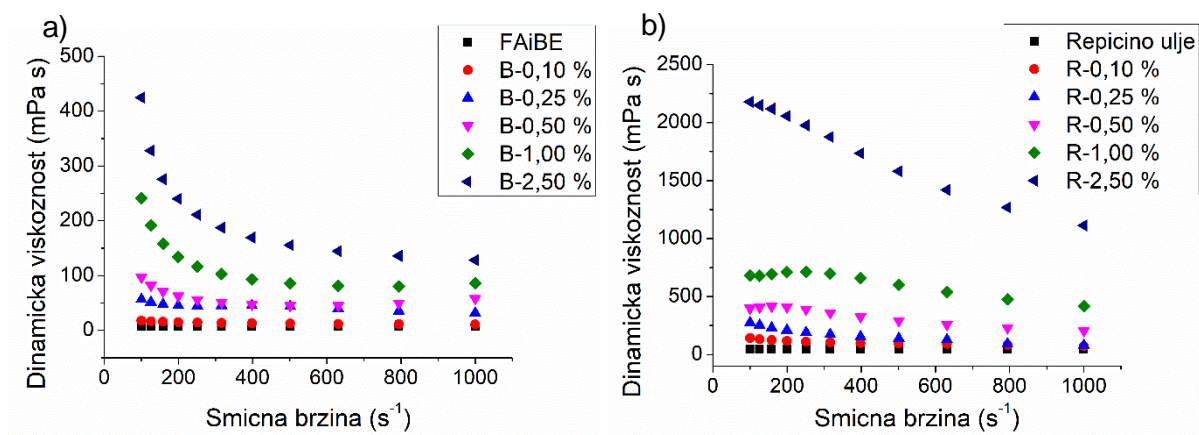 a)
FAiBE
B-0,10 %
B-0,25 %
B-0,50 %
B-1,00 %
B-2,50 %
500
400
300
200
100
0
0 200 400 600 800 1000
Dinamicka viskoznost (mPa s)
Smicna brzina (s⁻¹)
b)
Repicino ulje
R-0,10 %
R-0,25 %
R-0,50 %
R-1,00 %
R-2,50 %
2500
2000
1500
1000
500
0
0 200 400 600 800 1000
Dinamicka viskoznost (mPa s)
Smicna brzina (s⁻¹)